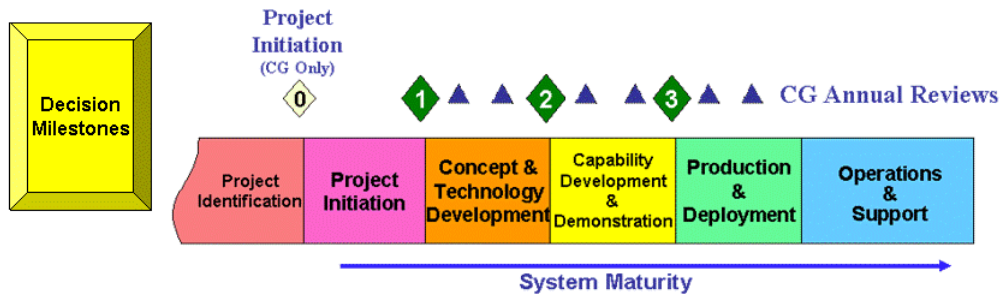 Decision
Milestones
Project
Initiation
(CG Only)
0
1
2
3
CG Annual Reviews
Project
Identification
Project
Initiation
Concept &
Technology
Development
Capability
Development
&
Demonstration
Production
&
Deployment
Operations
&
Support
System Maturity